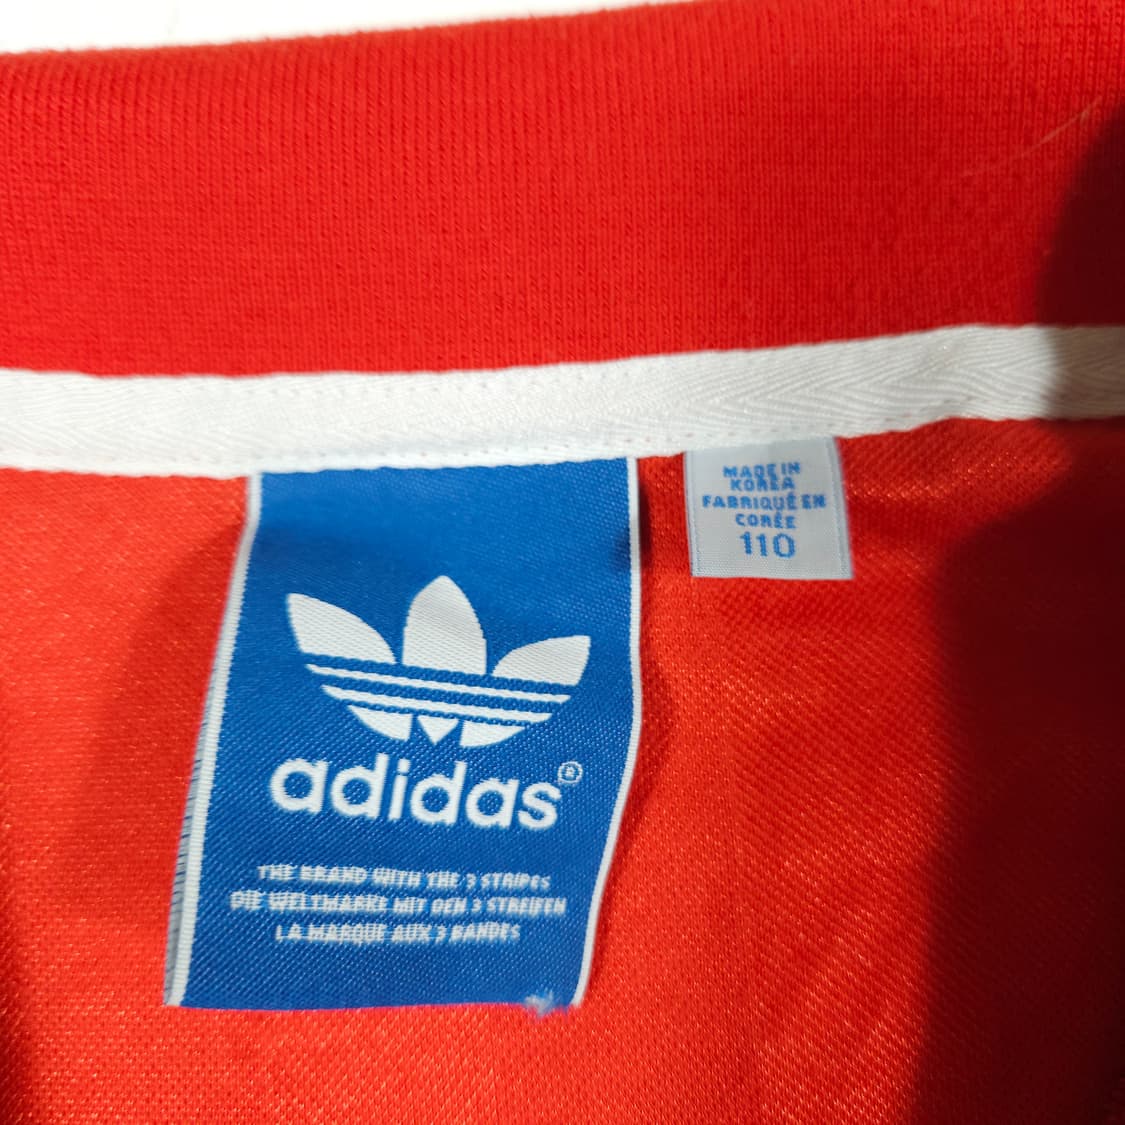 MADE IN
KOREA
FABRIQUÉ EN
CORÉE
110
adidas®
THE BRAND WITH THE 3 STRIPES
DIE WELTMARKE MIT DEN 3 STREIFEN
LA MARQUE AUX 3 BANDES